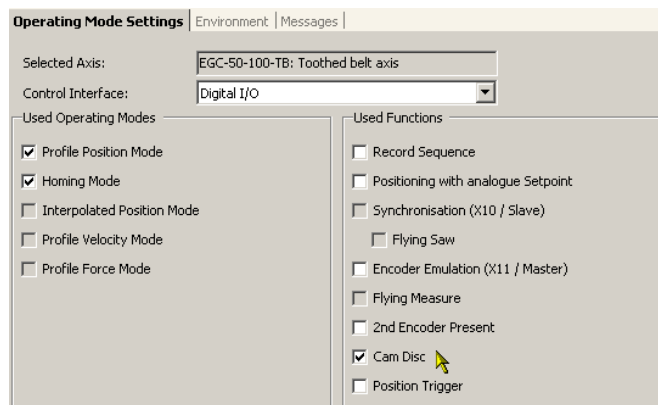 Operating Mode Settings Environment Messages
Selected Axis: EGC-50-100-TB: Toothed belt axis
Control Interface: Digital I/O
Used Operating Modes
Profile Position Mode
Homing Mode
Interpolated Position Mode
Profile Velocity Mode
Profile Force Mode
Used Functions
Record Sequence
Positioning with analogue Setpoint
Synchronisation (X10 / Slave)
Flying Saw
Encoder Emulation (X11 / Master)
Flying Measure
2nd Encoder Present
Cam Disc
Position Trigger